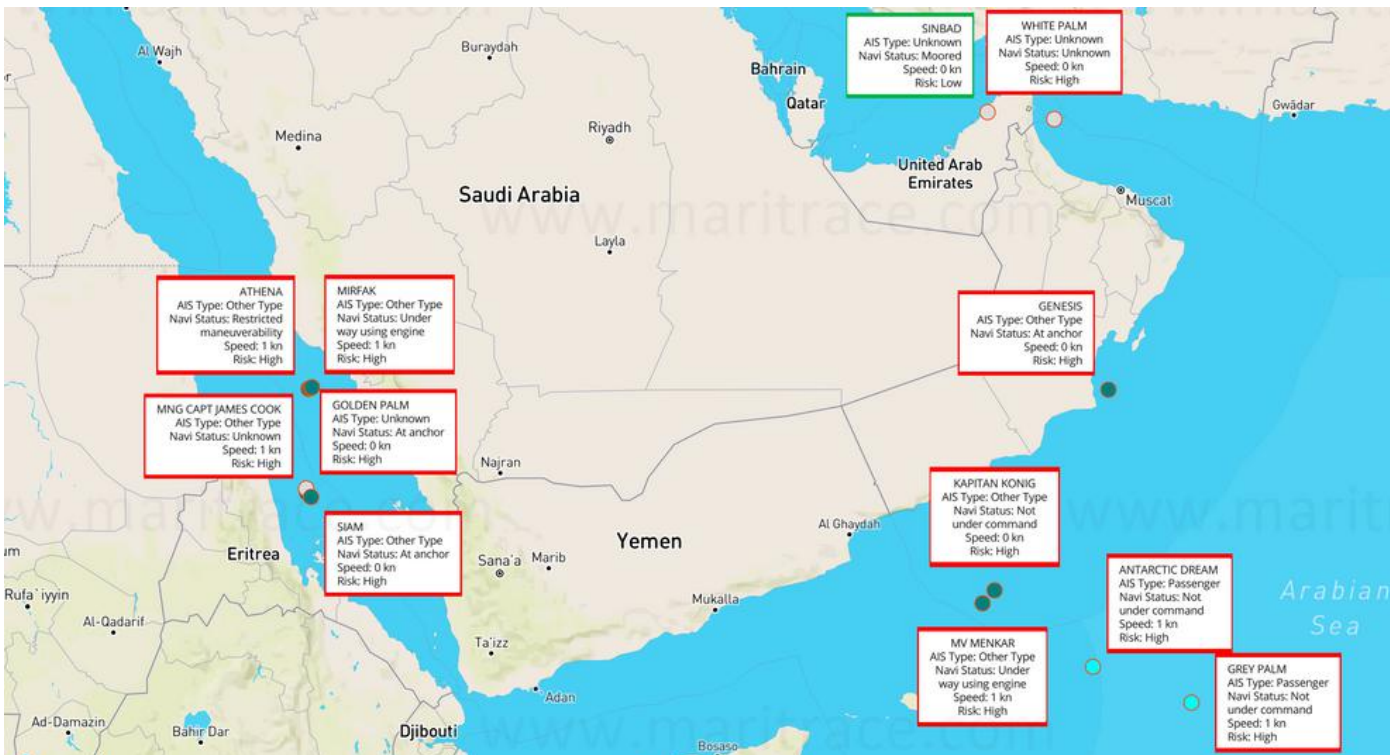 www.maritrace.com
SINBAD
AIS Type: Unknown
Navi Status: Moored
Speed: 0 kn
Risk: Low
WHITE PALM
AIS Type: Unknown
Navi Status: Unknown
Speed: 0 kn
Risk: High
Al Wajh
Buraydah
Bahrain
Qatar
Gwādar
Medina
Riyadh
United Arab
Emirates
Saudi Arabia
Muscat
www.maritrace.com
Layla
ATHENA
AIS Type: Other Type
Navi Status: Restricted
maneuverability
Speed: 1 kn
Risk: High
MIRFAK
AIS Type: Other Type
Navi Status: Under
way using engine
Speed: 1 kn
Risk: High
GENESIS
AIS Type: Other Type
Navi Status: At anchor
Speed: 0 kn
Risk: High
MNG CAPT JAMES COOK
AIS Type: Other Type
Navi Status: Unknown
Speed: 1 kn
Risk: High
GOLDEN PALM
AIS Type: Unknown
Navi Status: At anchor
Speed: 0 kn
Risk: High
Najran
KAPITAN KONIG
AIS Type: Other Type
Navi Status: Not
under command
Speed: 0 kn
Risk: High
SIAM
AIS Type: Other Type
Navi Status: At anchor
Speed: 0 kn
Risk: High
Al Ghaydah
Eritrea
Yemen
Sana'a
Marib
Rufa`iyyin
Al-Qadarif
Mukalla
ANTARCTIC DREAM
AIS Type: Passenger
Navi Status: Not
under command
Speed: 1 kn
Risk: High
Arabian
Sea
Ta'izz
MV MENKAR
AIS Type: Other Type
Navi Status: Under
way using engine
Speed: 1 kn
Risk: High
GREY PALM
AIS Type: Passenger
Navi Status: Not
under command
Speed: 1 kn
Risk: High
Adan
Ad-Damazin
Bahir Dar
Djibouti
Bosaso